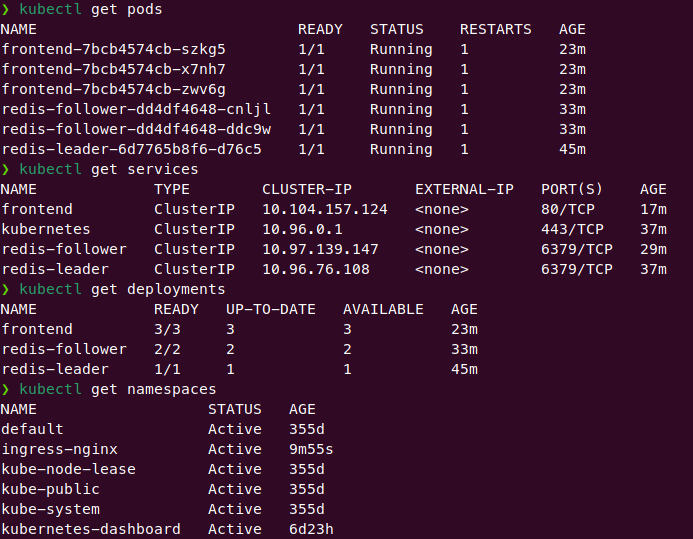 ❯ kubectl get pods
NAME READY STATUS RESTARTS AGE
frontend-7bcb4574cb-szkg5 1/1 Running 1 23m
frontend-7bcb4574cb-x7nh7 1/1 Running 1 23m
frontend-7bcb4574cb-zwv6g 1/1 Running 1 23m
redis-follower-dd4df4648-cnljl 1/1 Running 1 33m
redis-follower-dd4df4648-ddc9w 1/1 Running 1 33m
redis-leader-6d7765b8f6-d76c5 1/1 Running 1 45m
❯ kubectl get services
NAME TYPE CLUSTER-IP EXTERNAL-IP PORT(S) AGE
frontend ClusterIP 10.104.157.124 <none> 80/TCP 17m
kubernetes ClusterIP 10.96.0.1 <none> 443/TCP 37m
redis-follower ClusterIP 10.97.139.147 <none> 6379/TCP 29m
redis-leader ClusterIP 10.96.76.108 <none> 6379/TCP 37m
❯ kubectl get deployments
NAME READY UP-TO-DATE AVAILABLE AGE
frontend 3/3 3 3 23m
redis-follower 2/2 2 2 33m
redis-leader 1/1 1 1 45m
❯ kubectl get namespaces
NAME STATUS AGE
default Active 355d
ingress-nginx Active 9m55s
kube-node-lease Active 355d
kube-public Active 355d
kube-system Active 355d
kubernetes-dashboard Active 6d23h